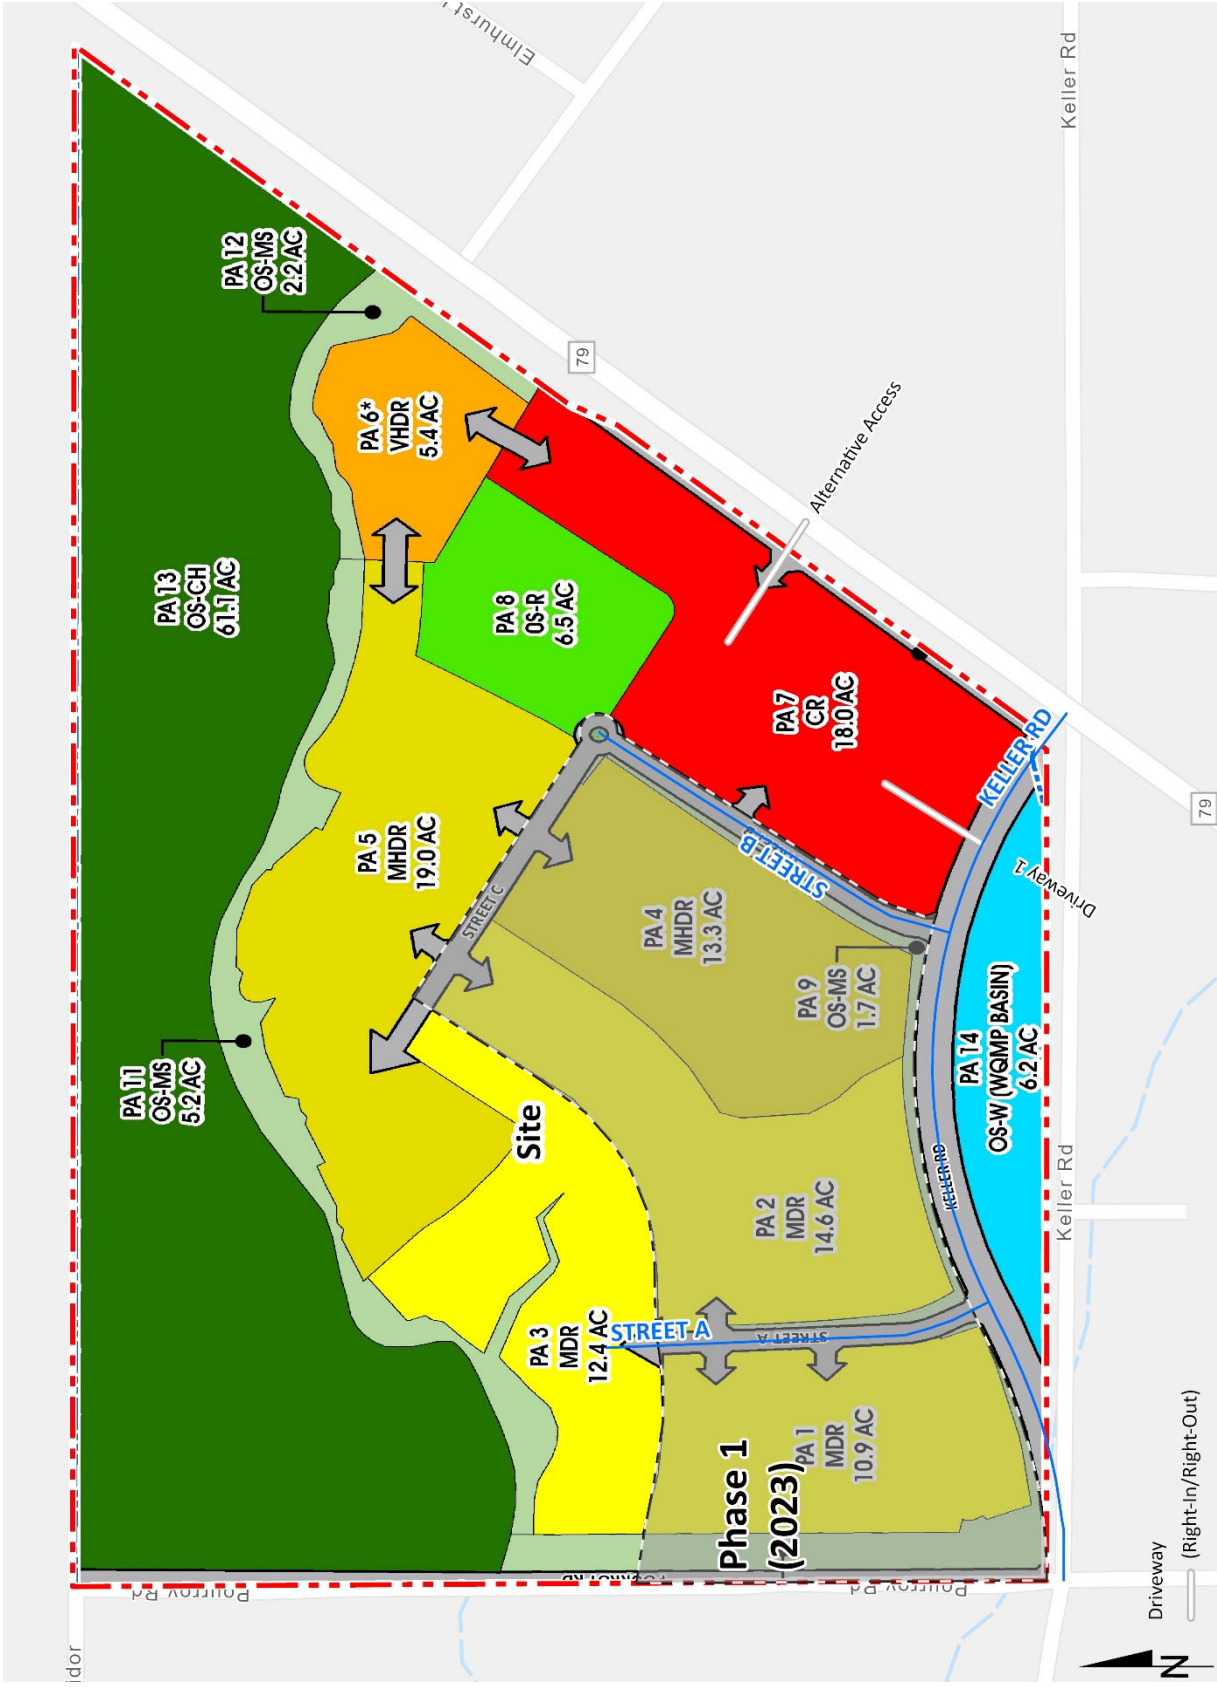 Elmhurst
Keller Rd
PA 12
OS-MS
2.2 AC
79
PA 6*
VHDR
5.4 AC
Alternative Access
PA 13
OS-CH
61.1 AC
PA 8
OS-R
6.5 AC
PA 7
CR
18.0 AC
KELLER RD
79
PA 5
MHDR
19.0 AC
STREET C
STREET B
Driveway 1
PA 4
MHDR
13.3 AC
PA 9
OS-MS
1.7 AC
PA 14
OS-W (WQMP BASIN)
6.2 AC
PA 11
OS-MS
5.2 AC
Site
KELLER RD
Keller Rd
PA 2
MDR
14.6 AC
PA 3
MDR
12.4 AC
STREET A
STREET A
PA 1
MDR
10.9 AC
Phase 1
(2023)
Pourroy Rd
Pourroy Rd
Pourroy Rd
idor
Driveway
(Right-In/Right-Out)
N